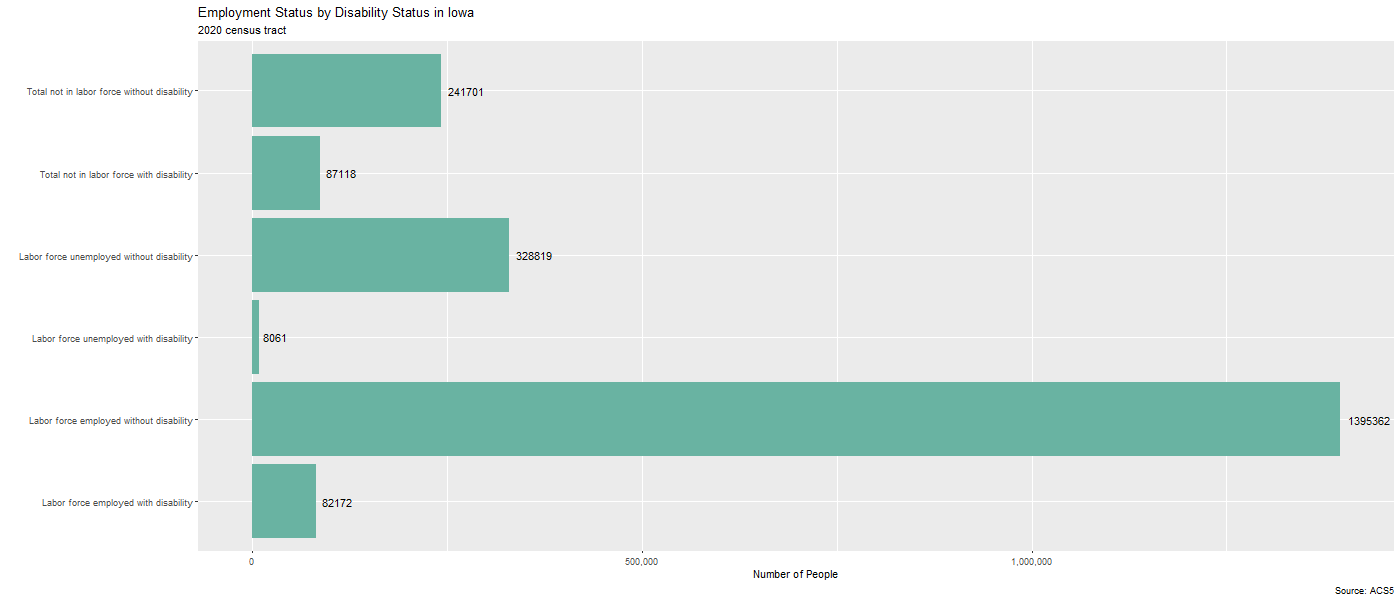 Employment Status by Disability Status in Iowa
2020 census tract
Total not in labor force without disability
241701
Total not in labor force with disability
87118
Labor force unemployed without disability
328819
Labor force unemployed with disability
8061
Labor force employed without disability
1395362
Labor force employed with disability
82172
0
500,000
1,000,000
Number of People
Source: ACS5